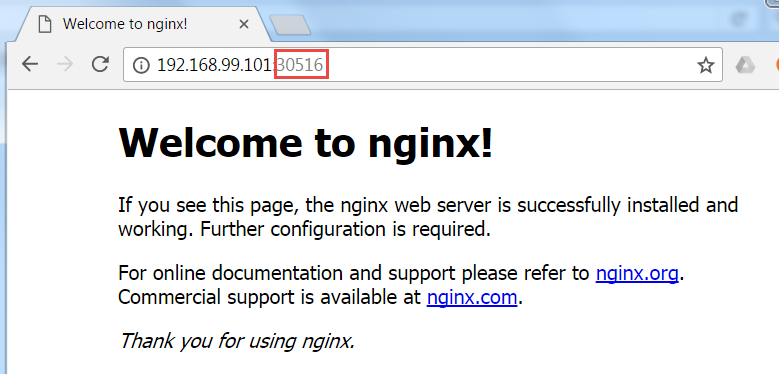 Welcome to nginx!
192.168.99.101:30516
Welcome to nginx!
If you see this page, the nginx web server is successfully installed and
working. Further configuration is required.
For online documentation and support please refer to nginx.org.
Commercial support is available at nginx.com.
Thank you for using nginx.